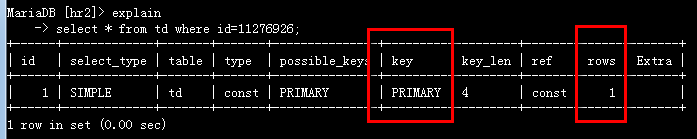 MariaDB [hr2]> explain
-> select * from td where id=11276926;
+------+-------------+-------+-------+---------------+---------+---------+-------+------+-------+
| id | select_type | table | type | possible_keys | key | key_len | ref | rows | Extra |
+------+-------------+-------+-------+---------------+---------+---------+-------+------+-------+
| 1 | SIMPLE | td | const | PRIMARY | PRIMARY | 4 | const | 1 | |
+------+-------------+-------+-------+---------------+---------+---------+-------+------+-------+
1 row in set (0.00 sec)